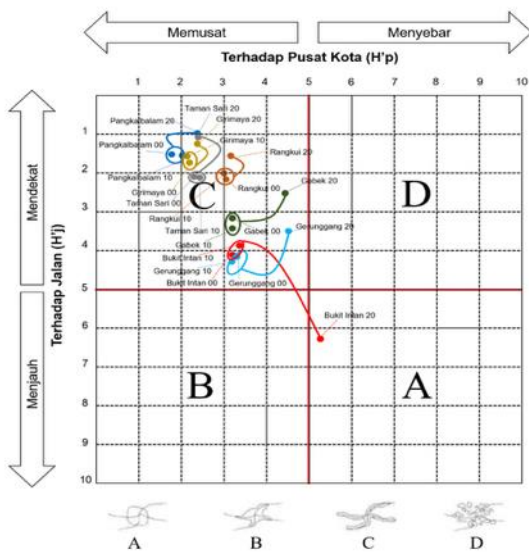 Memusat
Menyebar
Terhadap Pusat Kota (H'p)
1 2 3 4 5 6 7 8 9 10
0
Mendekat
Menjauh
Terhadap Jalan (H'j)
1
2
3
4
5
6
7
8
9
10
Taman Sari 20
Pangkalbalam 20
Girimaya 20
Pangkalbalam 00
Girimaya 10
Rangkui 20
Pangkalbalam 10
C
D
Girimaya 00
Rangkui 00
Gabek 20
Taman Sari 00
Rangkui 10
Taman Sari 10
Gabek 00
Gerunggang 20
Gabek 10
Bukit Intan 10
Gerunggang 10
Bukit Intan 00
Gerunggang 00
Bukit Intan 20
B
A
A B C D